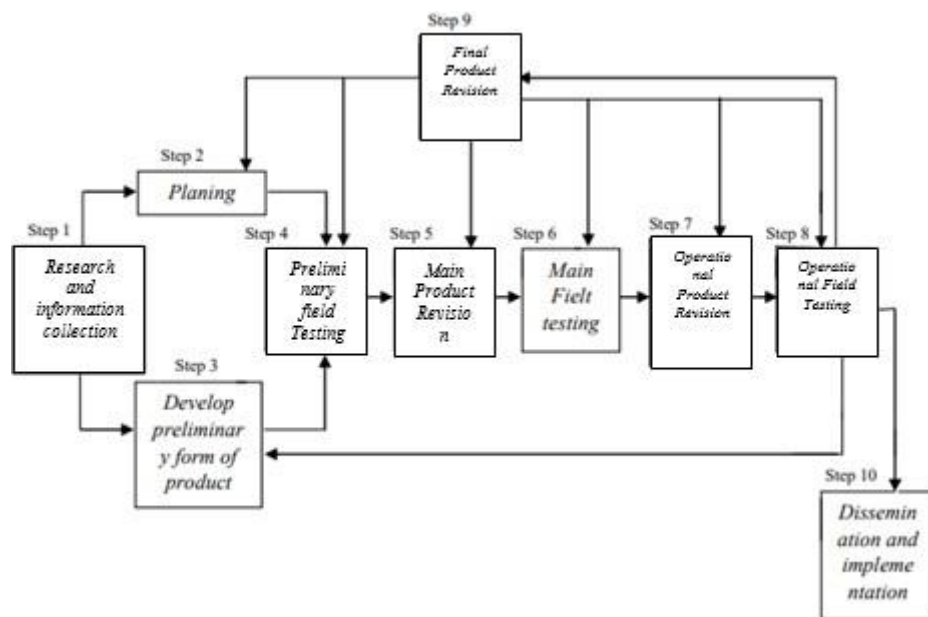 Step 9
Final
Product
Revision
Step 2
Planing
Step 1
Research
and
information
collection
Step 4
Prelimi
nary
field
Testing
Step 5
Main
Product
Revisio
n
Step 6
Main
Fielt
testing
Step 7
Operatio
nal
Product
Revision
Step 8
Operatio
nal Field
Testing
Step 3
Develop
preliminar
y form of
product
Step 10
Dissemin
ation and
impleme
ntation